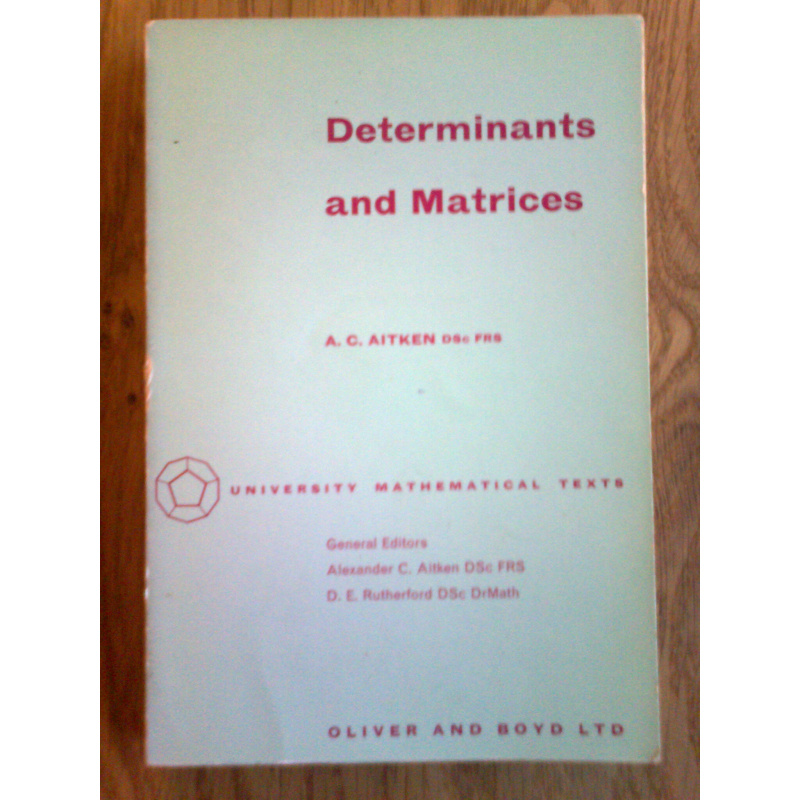 Determinants
and Matrices
A. C. AITKEN DSc FRS
UNIVERSITY MATHEMATICAL TEXTS
General Editors
Alexander C. Aitken DSc FRS
D. E. Rutherford DSc DrMath
OLIVER AND BOYD LTD